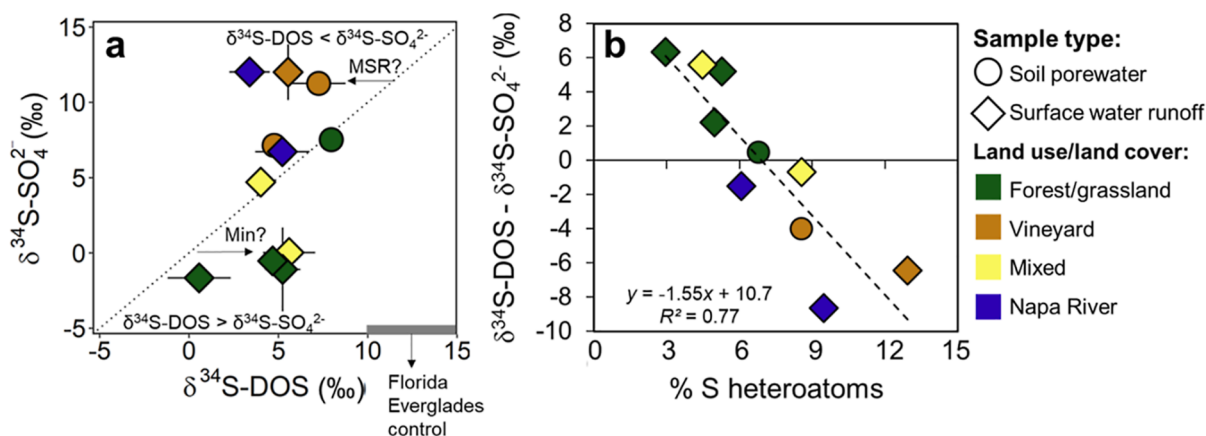 a
δ³⁴S-DOS < δ³⁴S-SO₄²⁻
MSR?
Min?
δ³⁴S-DOS > δ³⁴S-SO₄²⁻
15
10
5
0
-5
δ³⁴S-SO₄²⁻ (‰)
-5 0 5 10 15
δ³⁴S-DOS (‰)
Florida
Everglades
control
b
8
6
4
2
0
-2
-4
-6
-8
-10
δ³⁴S-DOS - δ³⁴S-SO₄²⁻ (‰)
y = -1.55x + 10.7
R² = 0.77
0 3 6 9 12 15
% S heteroatoms
Sample type:
Soil porewater
Surface water runoff
Land use/land cover:
Forest/grassland
Vineyard
Mixed
Napa River